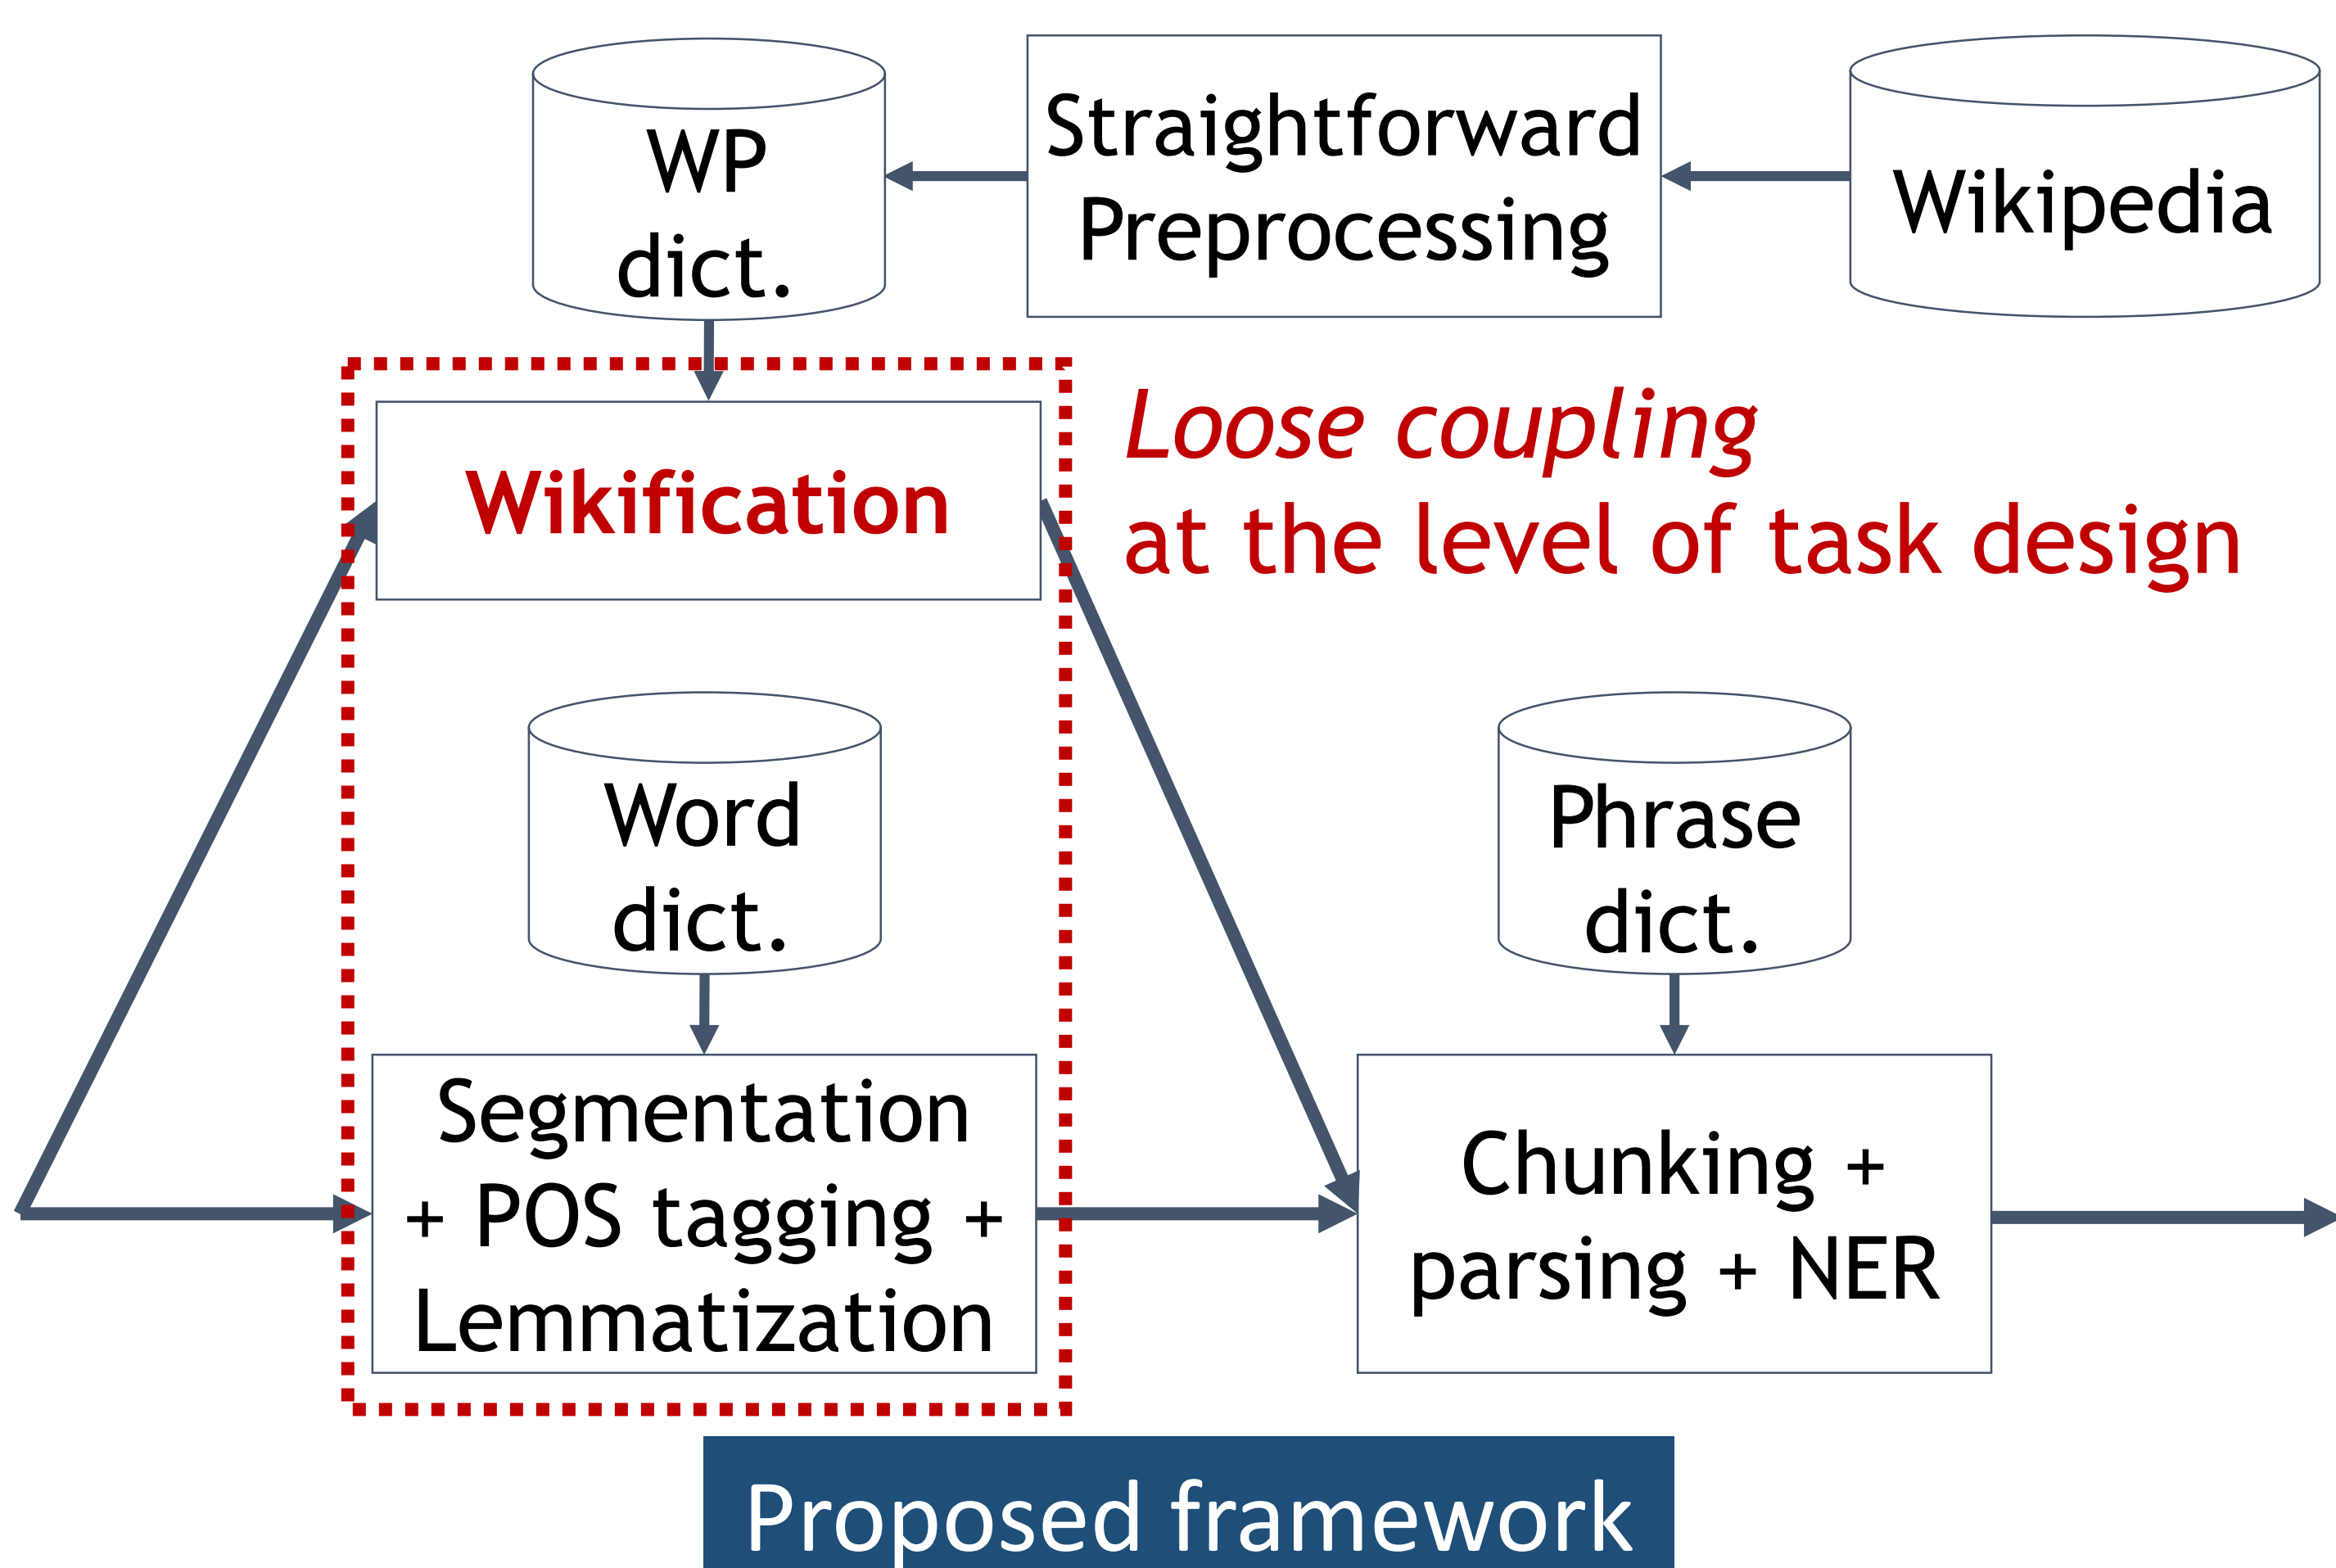 WP
dict.
Straightforward
Preprocessing
Wikipedia
Wikification
Loose coupling
at the level of task design
Word
dict.
Phrase
dict.
Segmentation
+ POS tagging +
Lemmatization
Chunking +
parsing + NER
Proposed framework